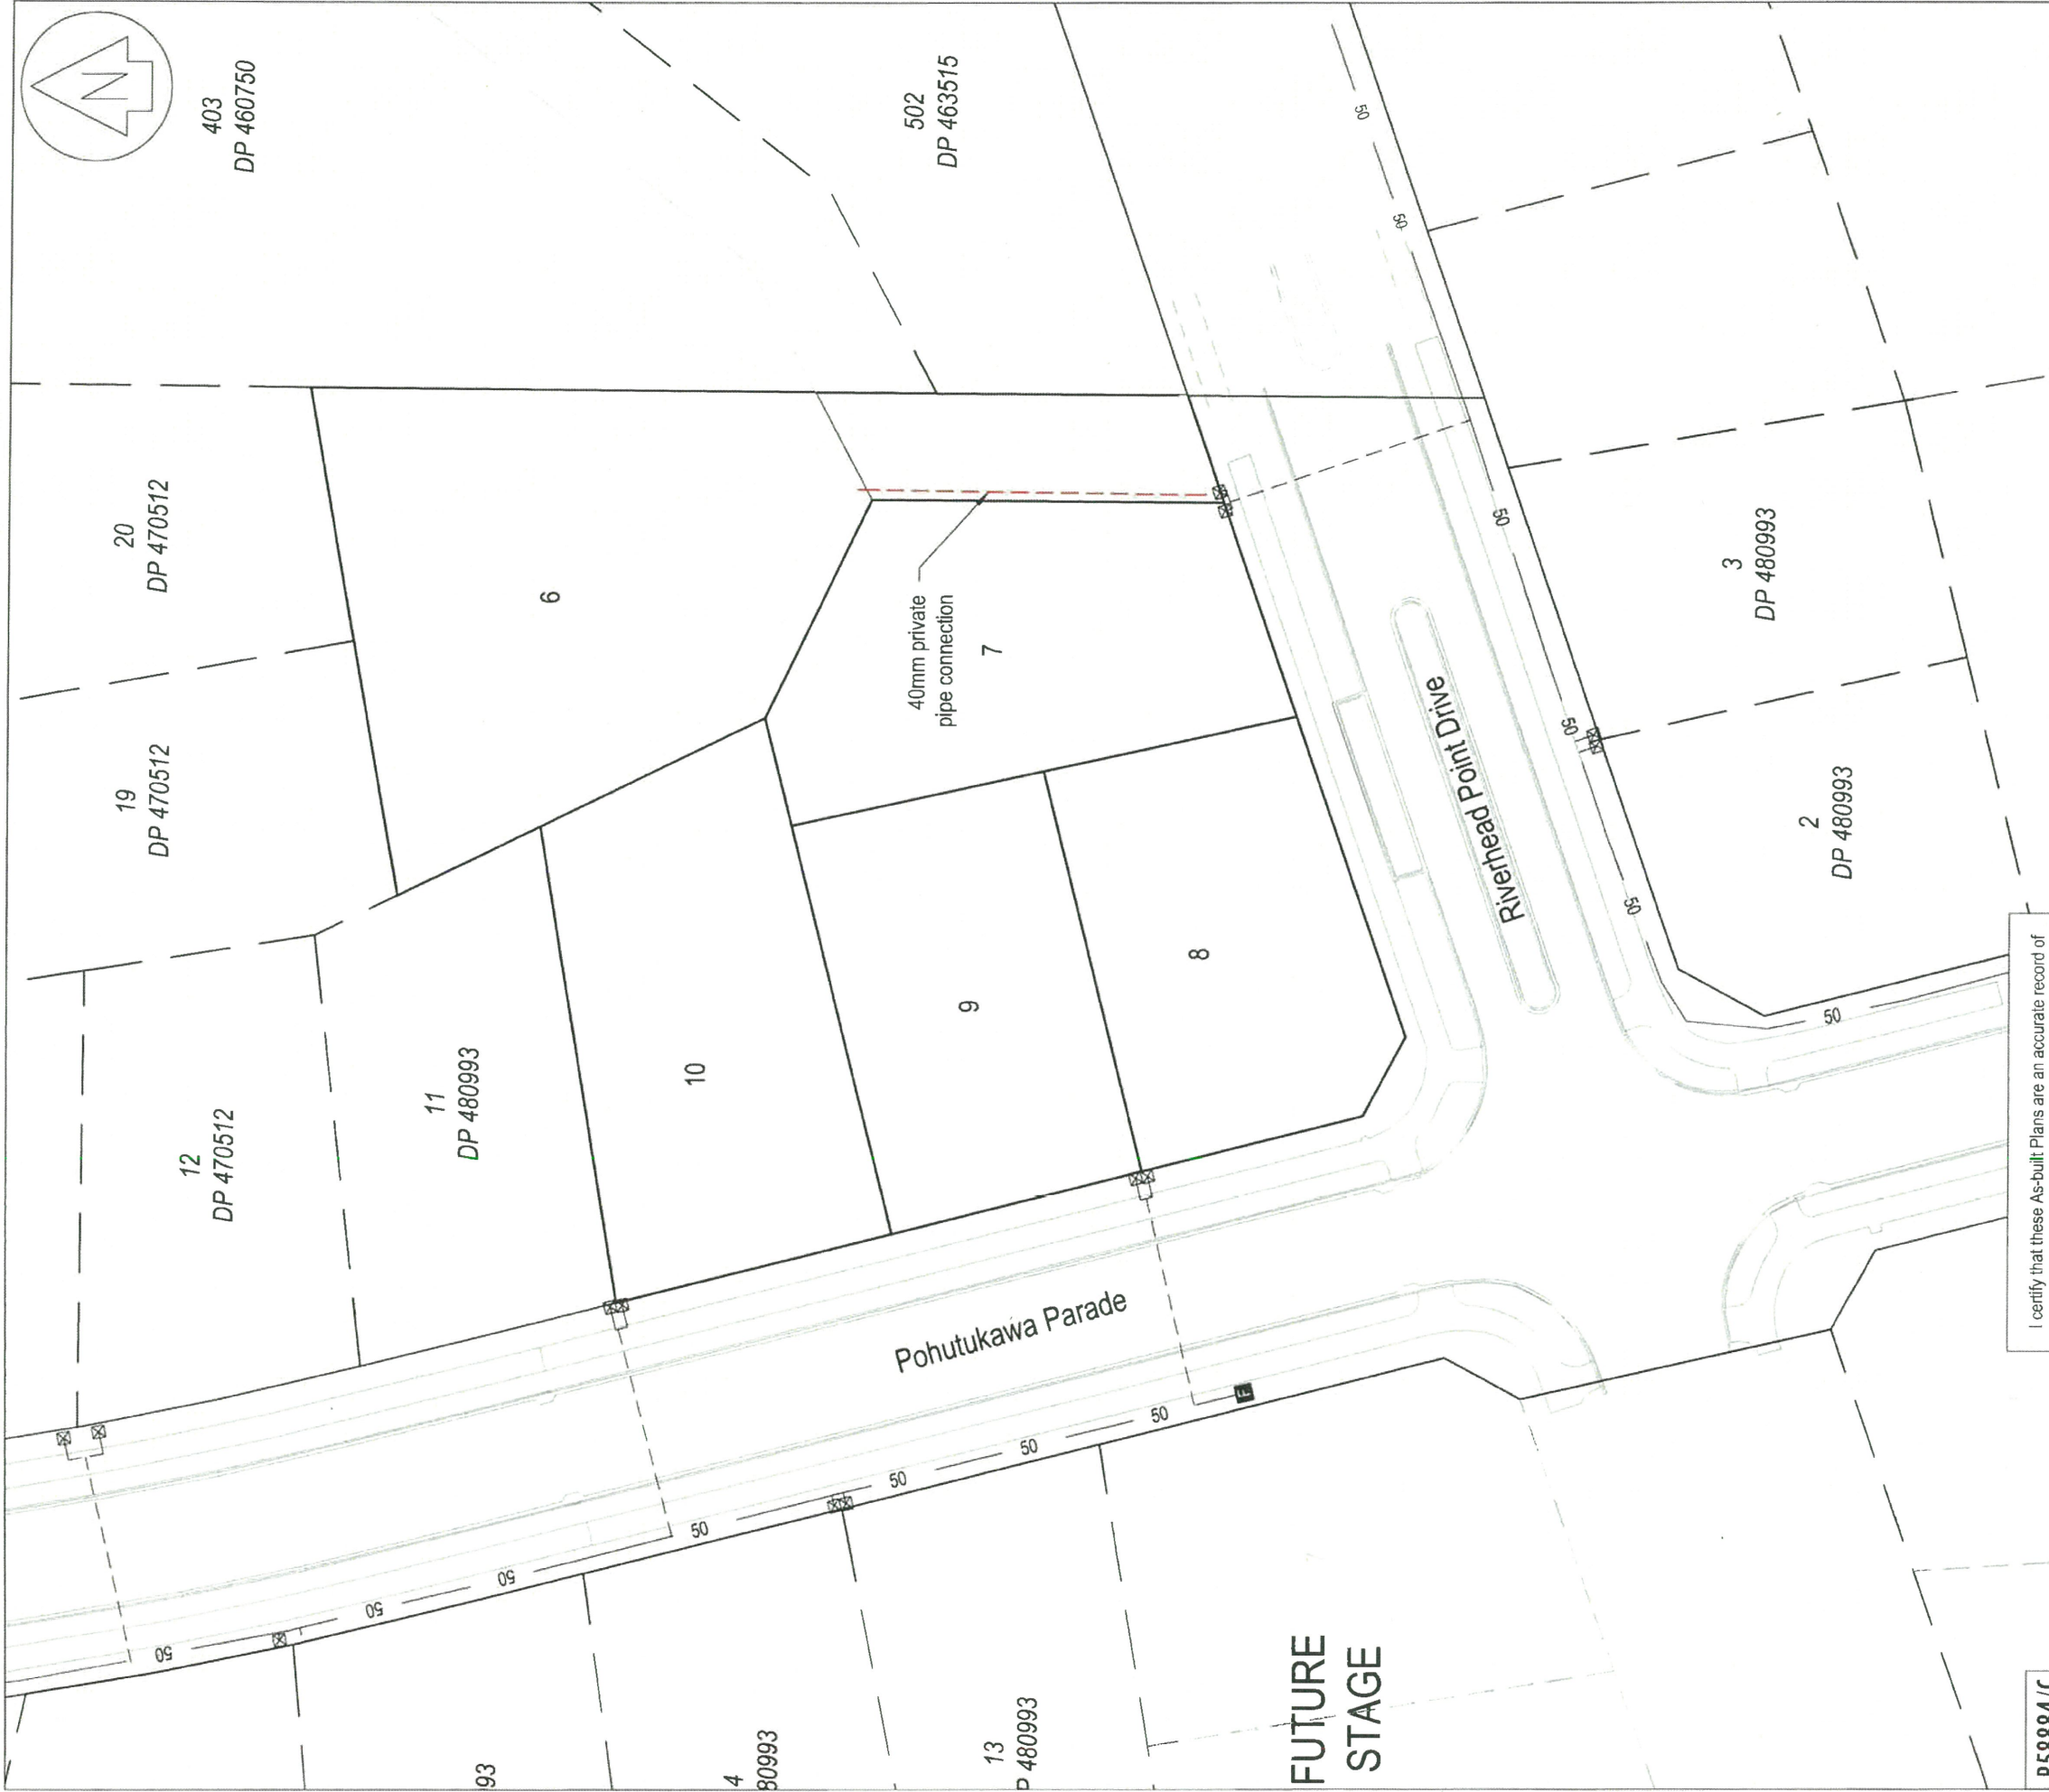 N
403
DP 460750
502
DP 463515
20
DP 470512
19
DP 470512
12
DP 470512
11
DP 480993
6
7
40mm private
pipe connection
10
9
8
3
DP 480993
2
DP 480993
Riverhead Point Drive
Pohutukawa Parade
50
50
50
50
50
50
50
50
50
50
50
50
50
F
93
4
80993
13
P 480993
FUTURE
STAGE
I certify that these As-built Plans are an accurate record of